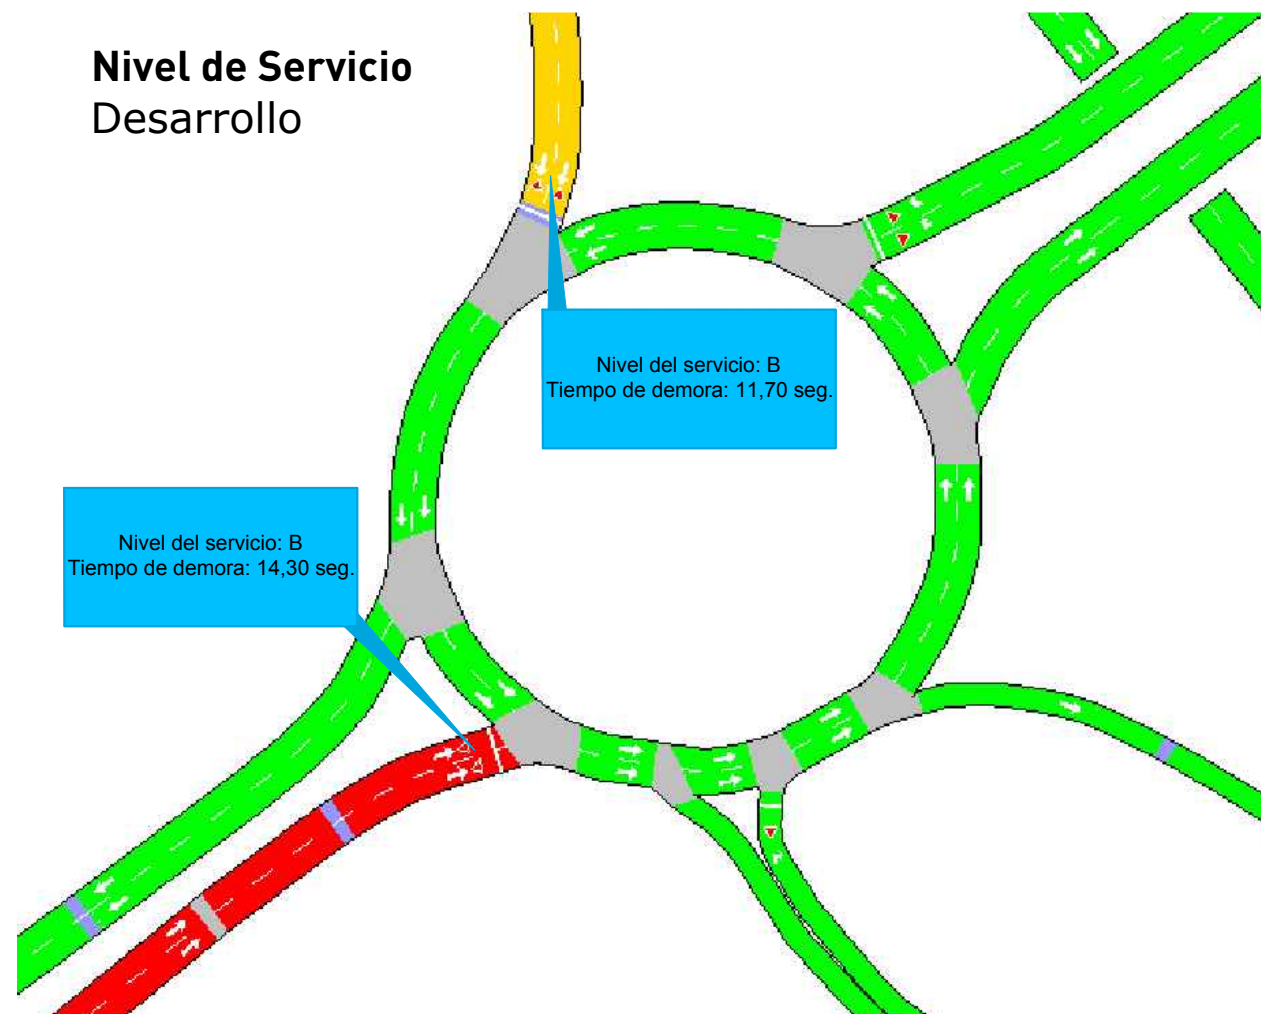 Nivel de Servicio
Desarrollo
Nivel del servicio: B
Tiempo de demora: 11,70 seg.
Nivel del servicio: B
Tiempo de demora: 14,30 seg.